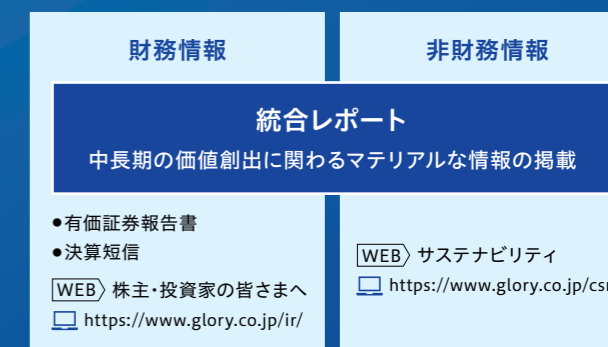 財務情報
非財務情報
統合レポート
中長期の価値創出に関わるマテリアルな情報の掲載
●有価証券報告書
●決算短信
WEB 株主・投資家の皆さまへ
https://www.glory.co.jp/ir/
WEB サステナビリティ
https://www.glory.co.jp/csr